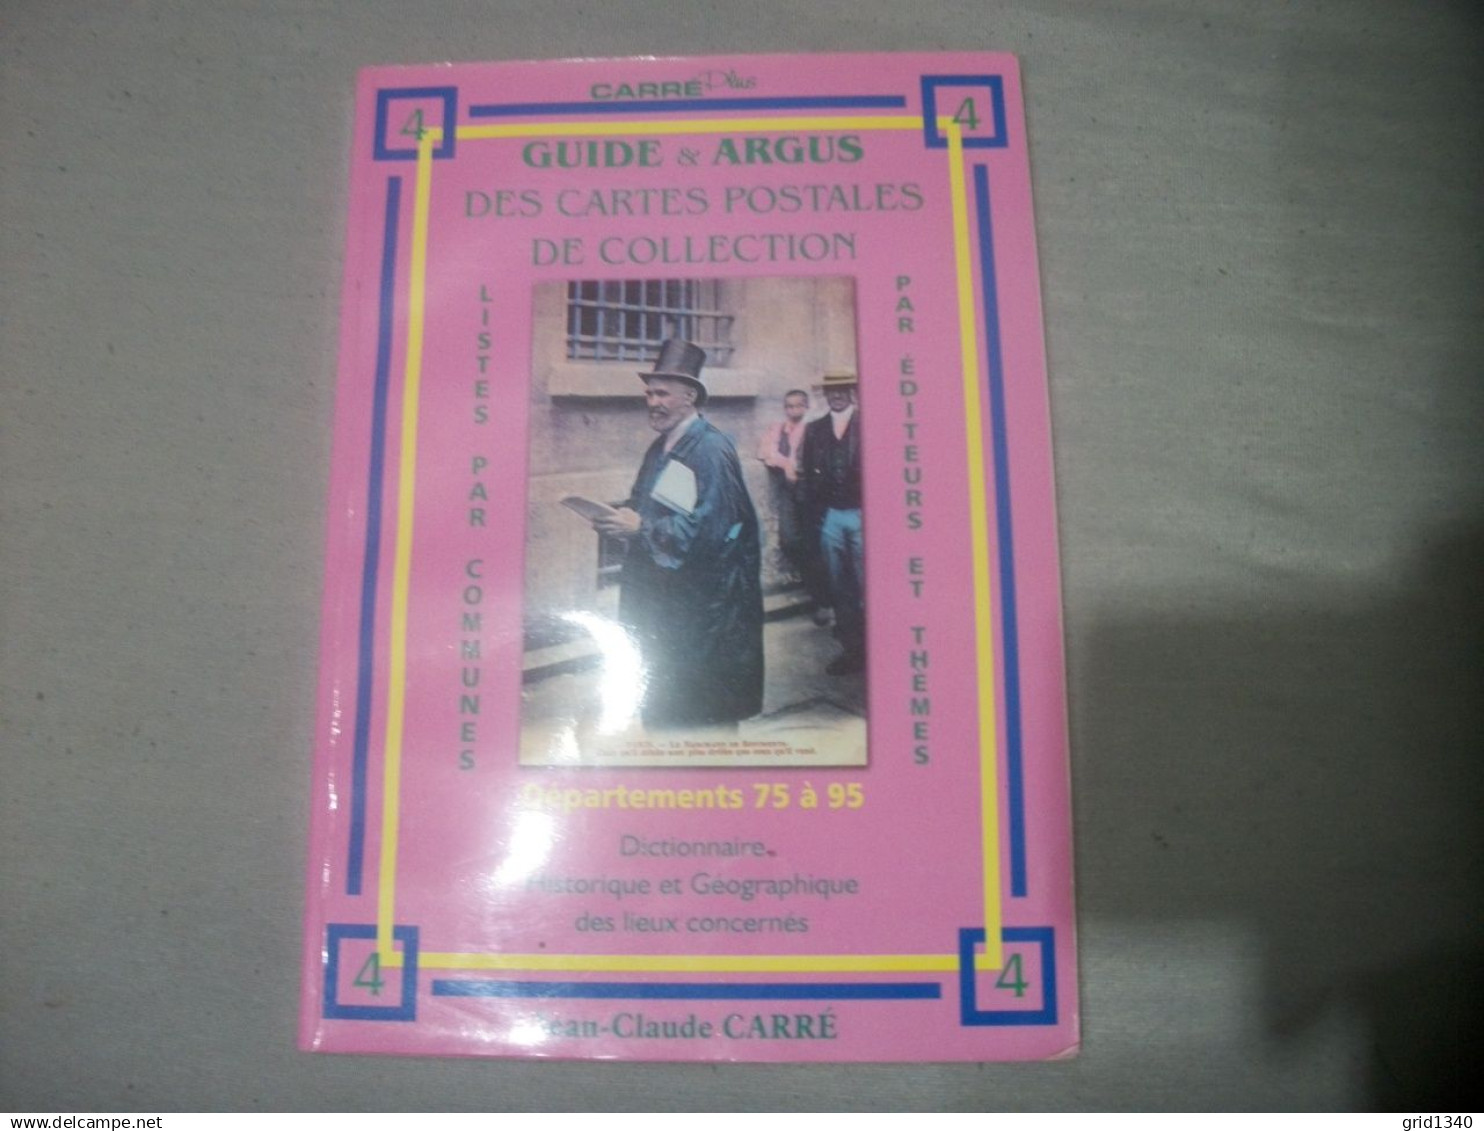 CARRÉ Plus
4
4
GUIDE & ARGUS
DES CARTES POSTALES
DE COLLECTION
LISTES PAR COMMUNES
PAR ÉDITEURS ET THÈMES
Départements 75 à 95
Dictionnaire
Historique et Géographique
des lieux concernés
4
4
Jean-Claude CARRÉ
www.delcampe.net
grid1340